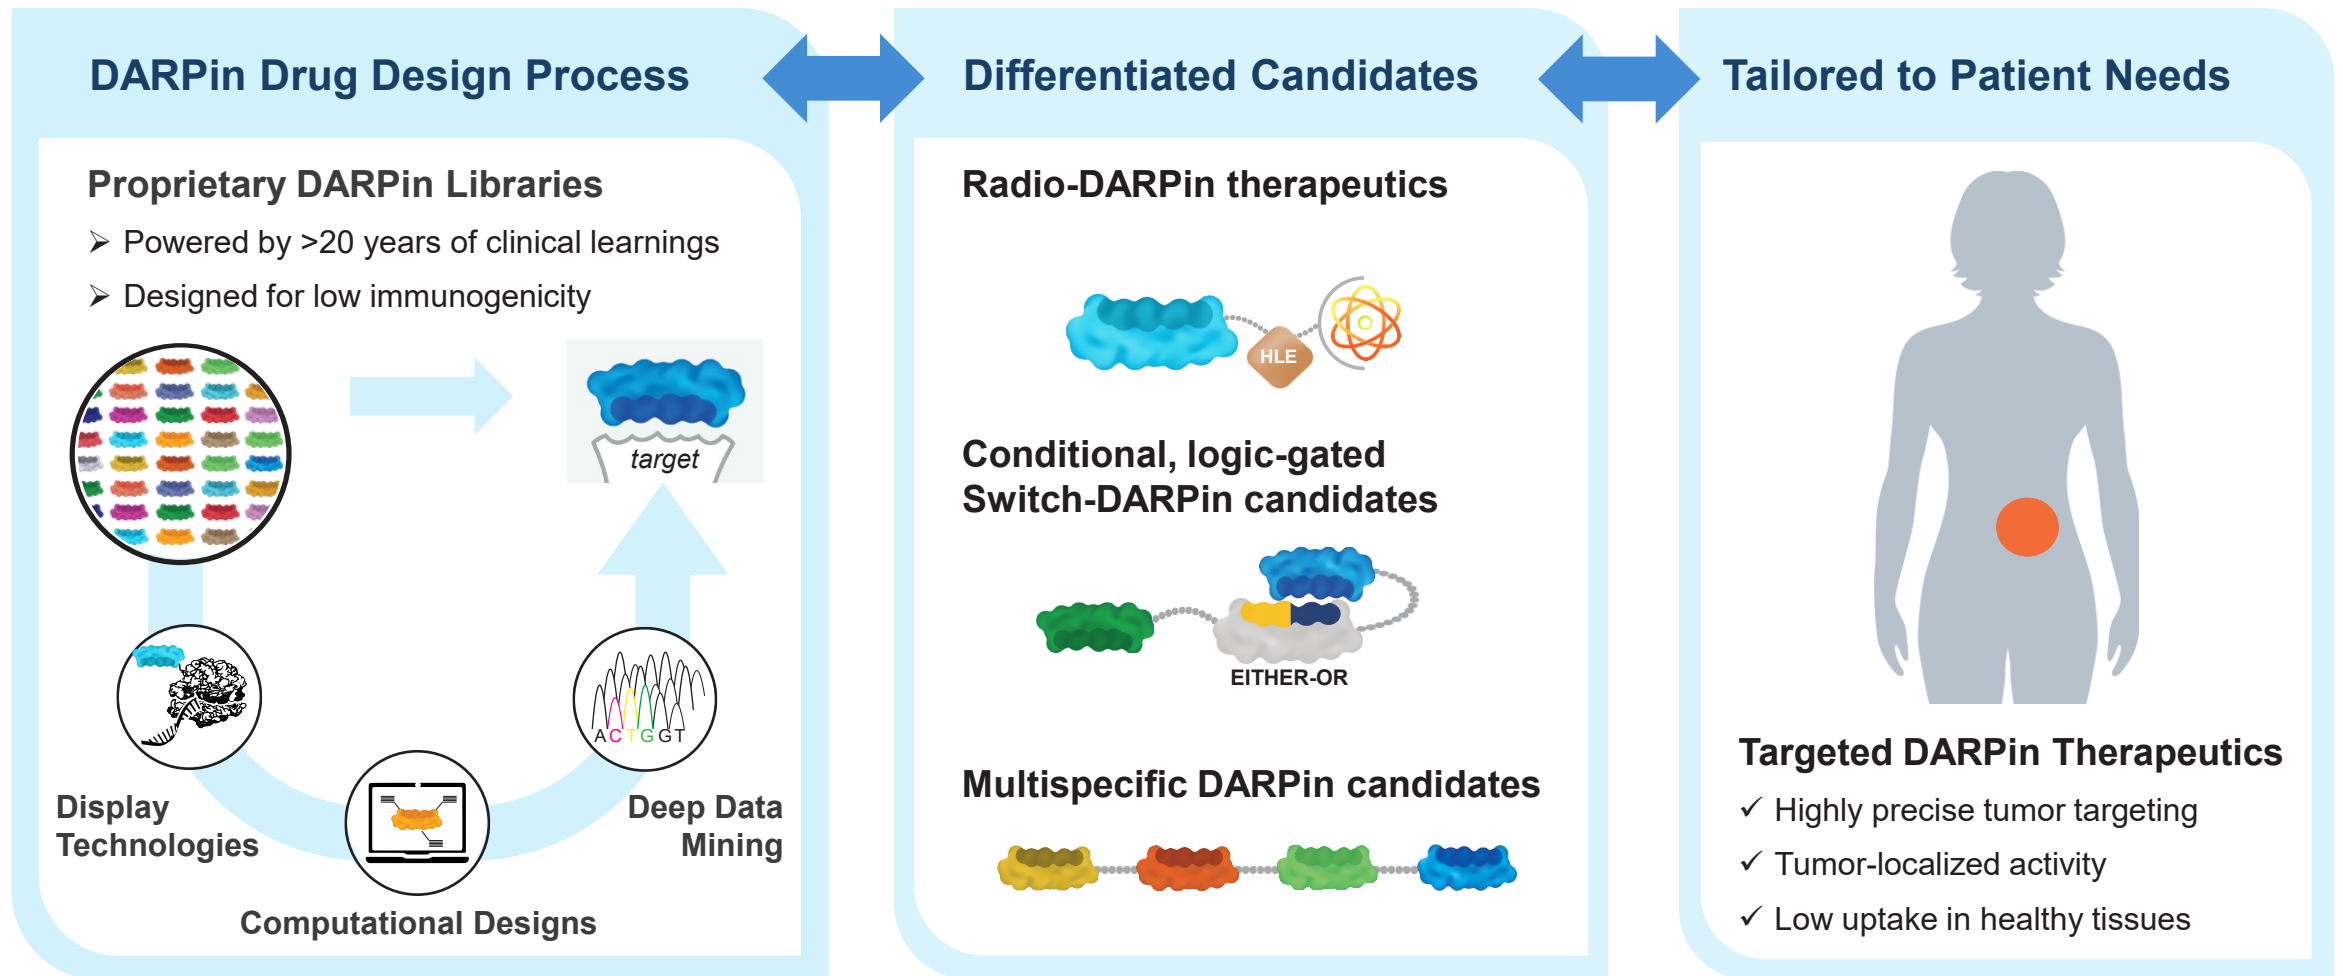 DARPin Drug Design Process
Proprietary DARPin Libraries
Powered by >20 years of clinical learnings
Designed for low immunogenicity
target
ACTGGT
Display
Technologies
Computational Designs
Deep Data
Mining
Differentiated Candidates
Radio-DARPin therapeutics
HLE
Conditional, logic-gated
Switch-DARPin candidates
EITHER-OR
Multispecific DARPin candidates
Tailored to Patient Needs
Targeted DARPin Therapeutics
Highly precise tumor targeting
Tumor-localized activity
Low uptake in healthy tissues